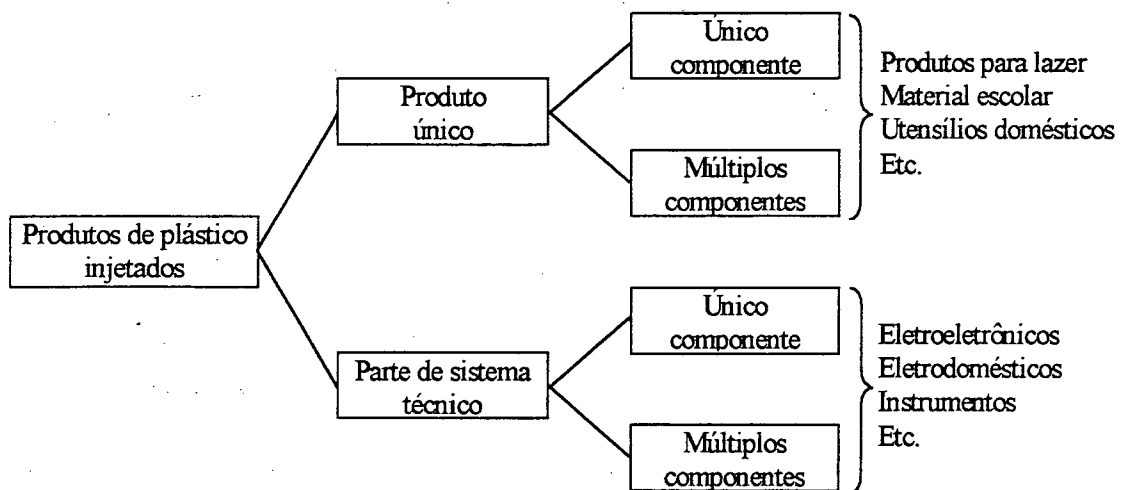 Único
componente
Produtos para lazer
Material escolar
Utensílios domésticos
Etc.
Produto
único
Múltiplos
componentes
Produtos de plástico
injetados
Único
componente
Eletroeletrônicos
Eletrodomésticos
Instrumentos
Etc.
Parte de sistema
técnico
Múltiplos
componentes